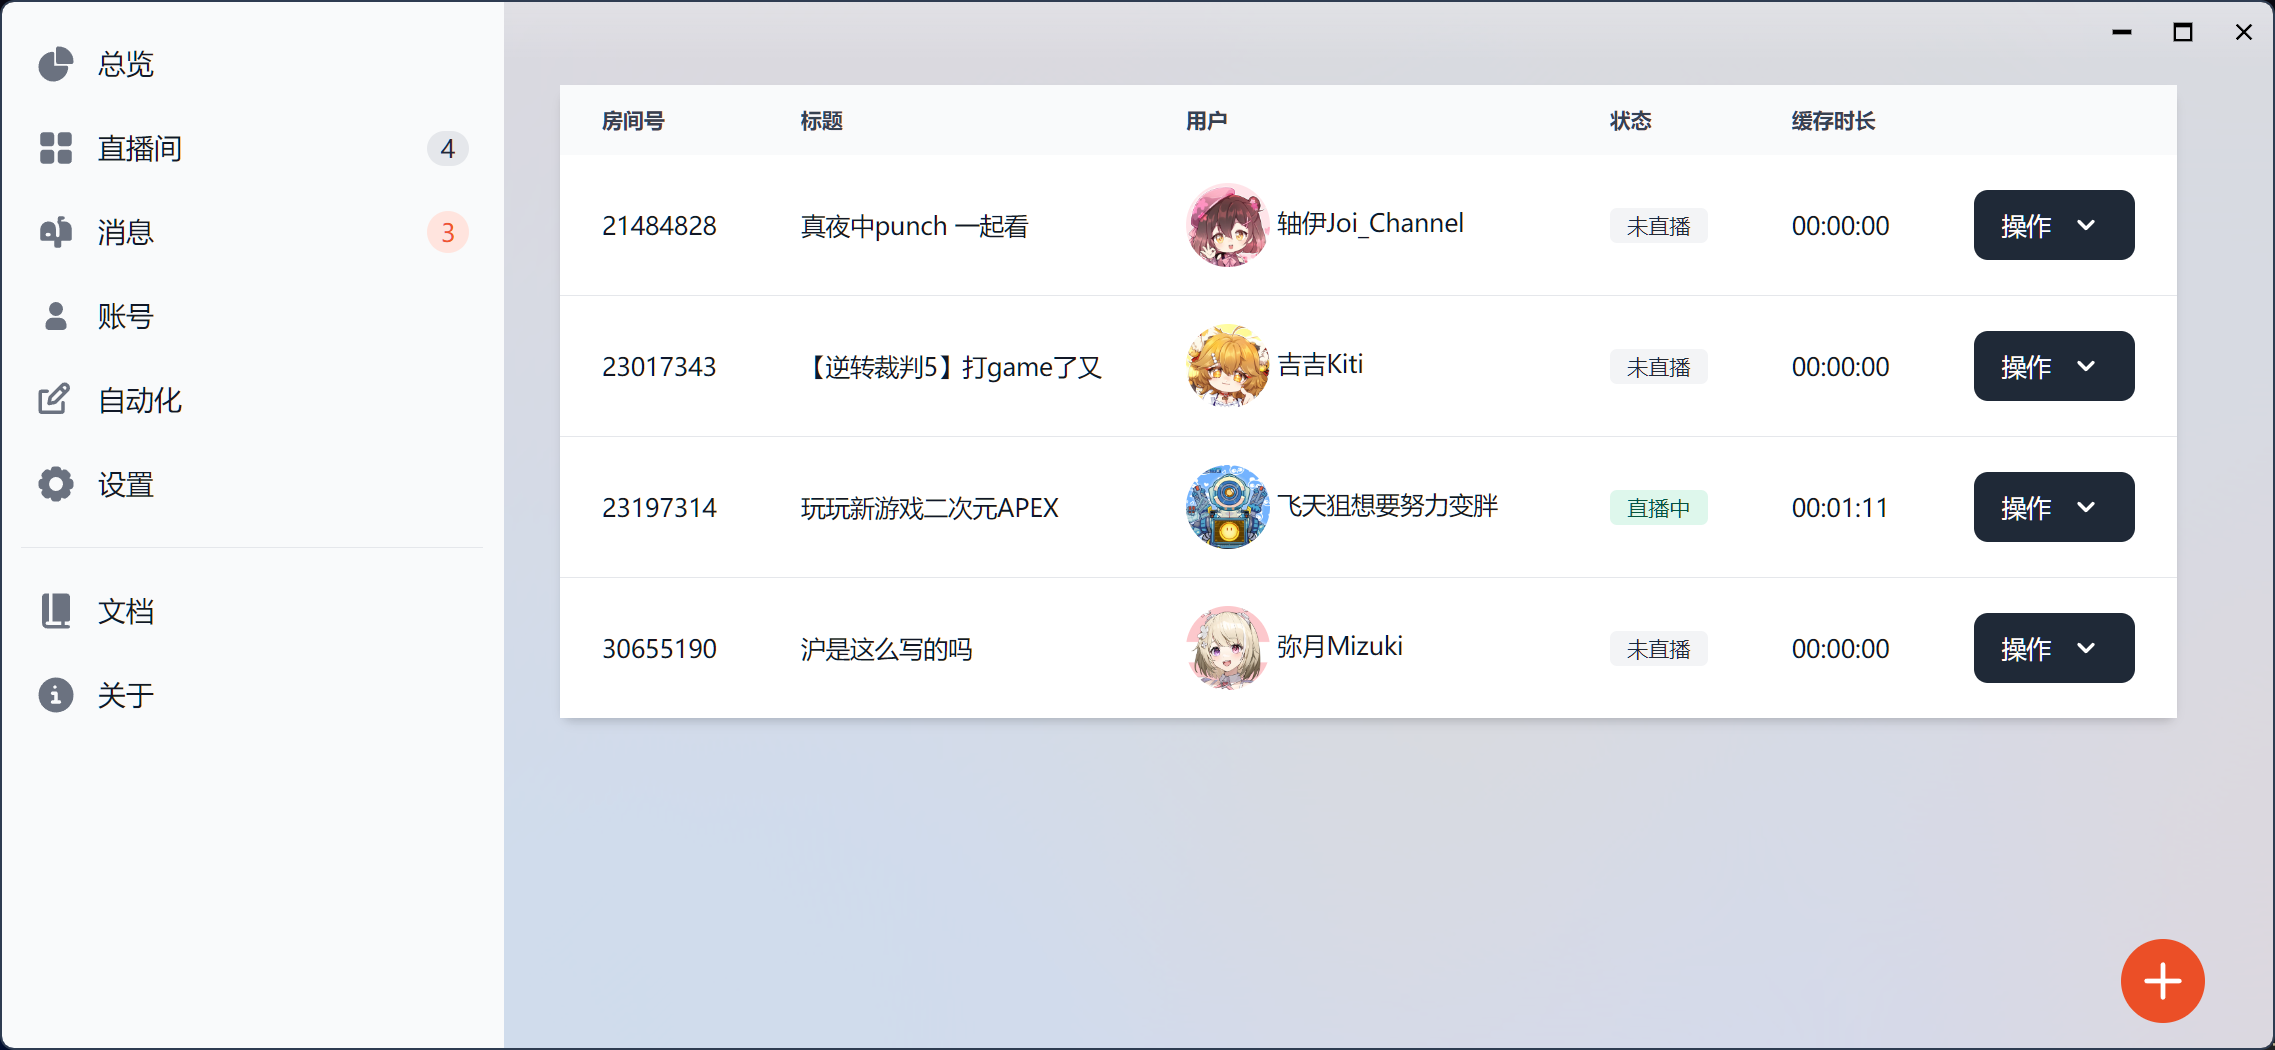 总览
直播间 4
消息 3
账号
自动化
设置
文档
关于
房间号 标题 用户 状态 缓存时长
21484828 真夜中punch 一起看 轴伊Joi_Channel 未直播 00:00:00 操作
23017343 【逆转裁判5】打game了又 吉吉Kiti 未直播 00:00:00 操作
23197314 玩玩新游戏二次元APEX 飞天狙想要努力变胖 直播中 00:01:11 操作
30655190 沪是这么写的吗 弥月Mizuki 未直播 00:00:00 操作